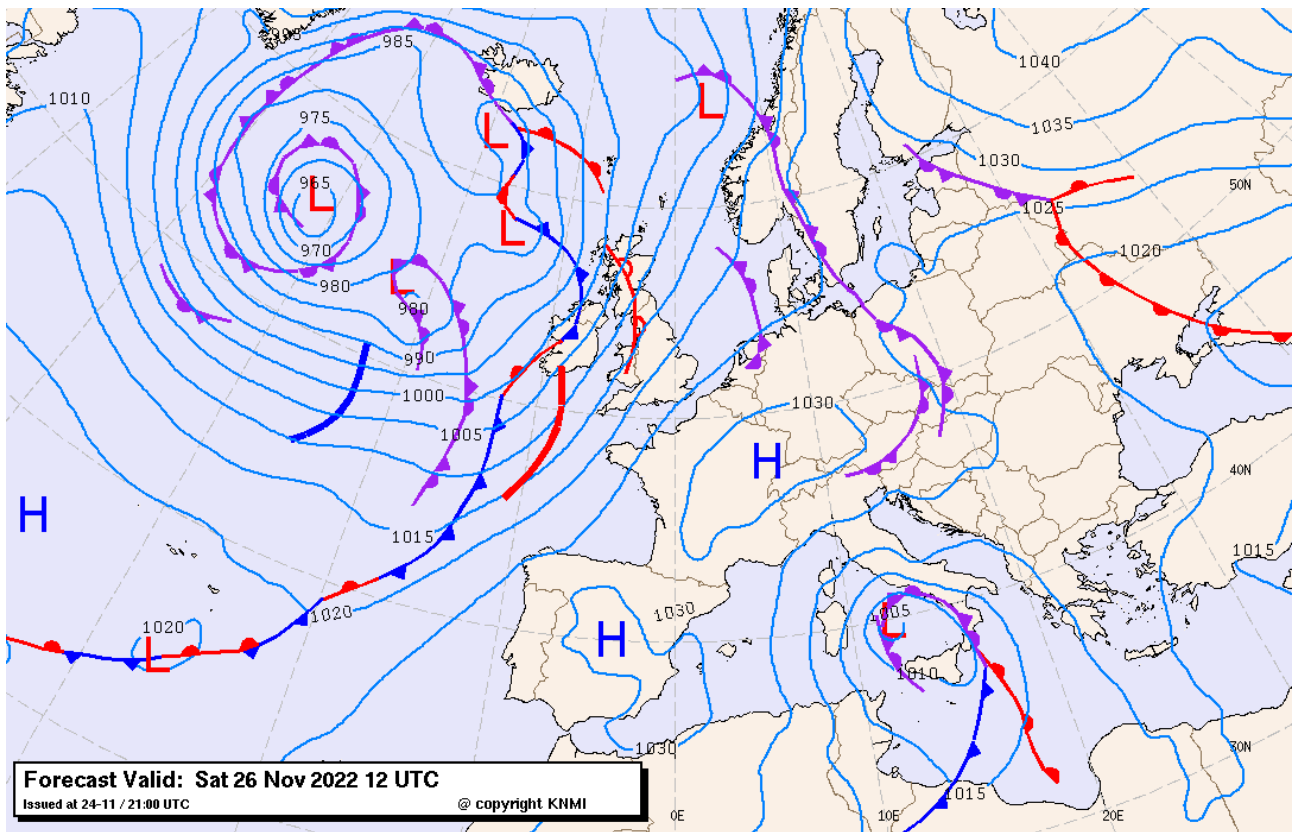 985
1040
1010
975
1035
1030
965
50N
1025
970
1020
980
980
990
1000
1030
1005
40N
1015
1015
1020
1030
1005
1020
1010
1030
30N
1015
0E
10E
20E
L
L
L
L
L
H
H
H
L
L
Forecast Valid: Sat 26 Nov 2022 12 UTC
Issued at 24-11 / 21:00 UTC @ copyright KNMI